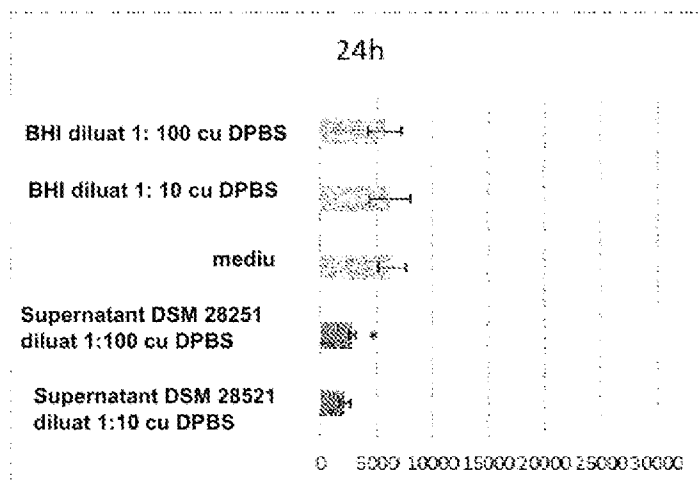 24h
BHI diluat 1: 100 cu DPBS
BHI diluat 1: 10 cu DPBS
mediu
Supernatant DSM 28251
diluat 1:100 cu DPBS
*
Supernatant DSM 28521
diluat 1:10 cu DPBS
0 5000 10000 15000 20000 25000 30000